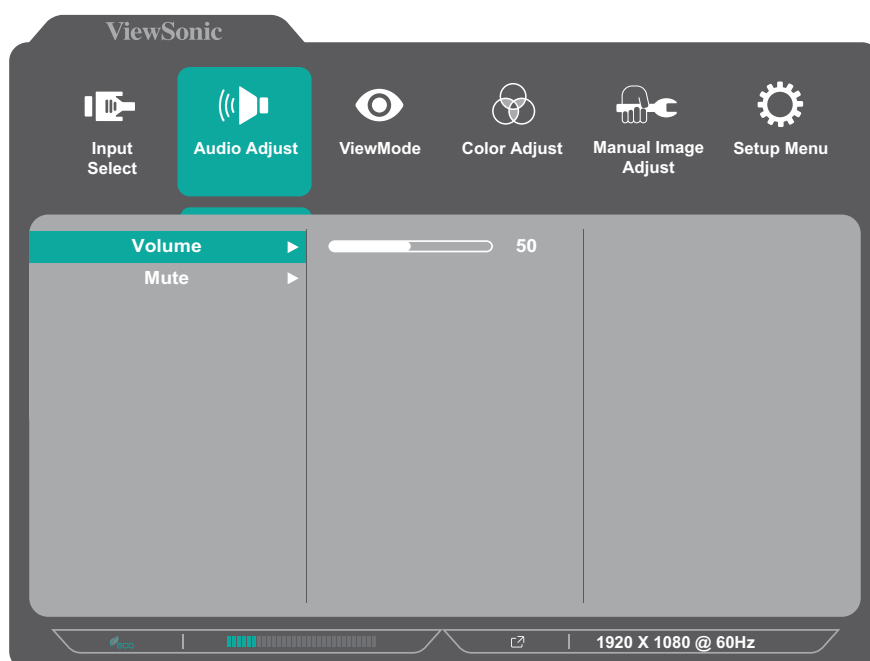 ViewSonic
Input
Select
Audio Adjust
ViewMode
Color Adjust
Manual Image
Adjust
Setup Menu
Volume
50
Mute
eco
1920 X 1080 @ 60Hz